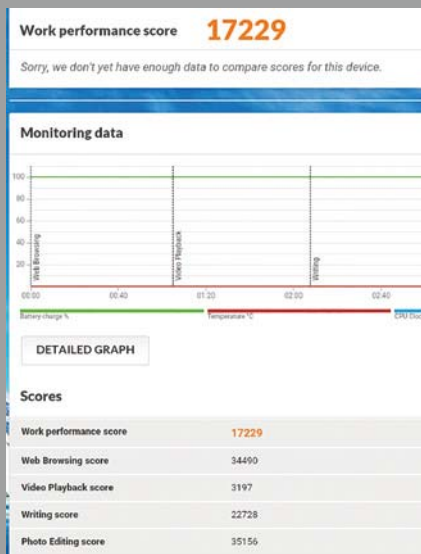 Work performance score 17229
Sorry, we don't yet have enough data to compare scores for this device.
Monitoring data
100
80
60
40
20
Web Browsing
Video Playback
Writing
00:00 00:40 01:20 02:00 02:40
Battery charge % Temperature °C CPU Cloc
DETAILED GRAPH
Scores
Work performance score 17229
Web Browsing score 34490
Video Playback score 3197
Writing score 22728
Photo Editing score 35156